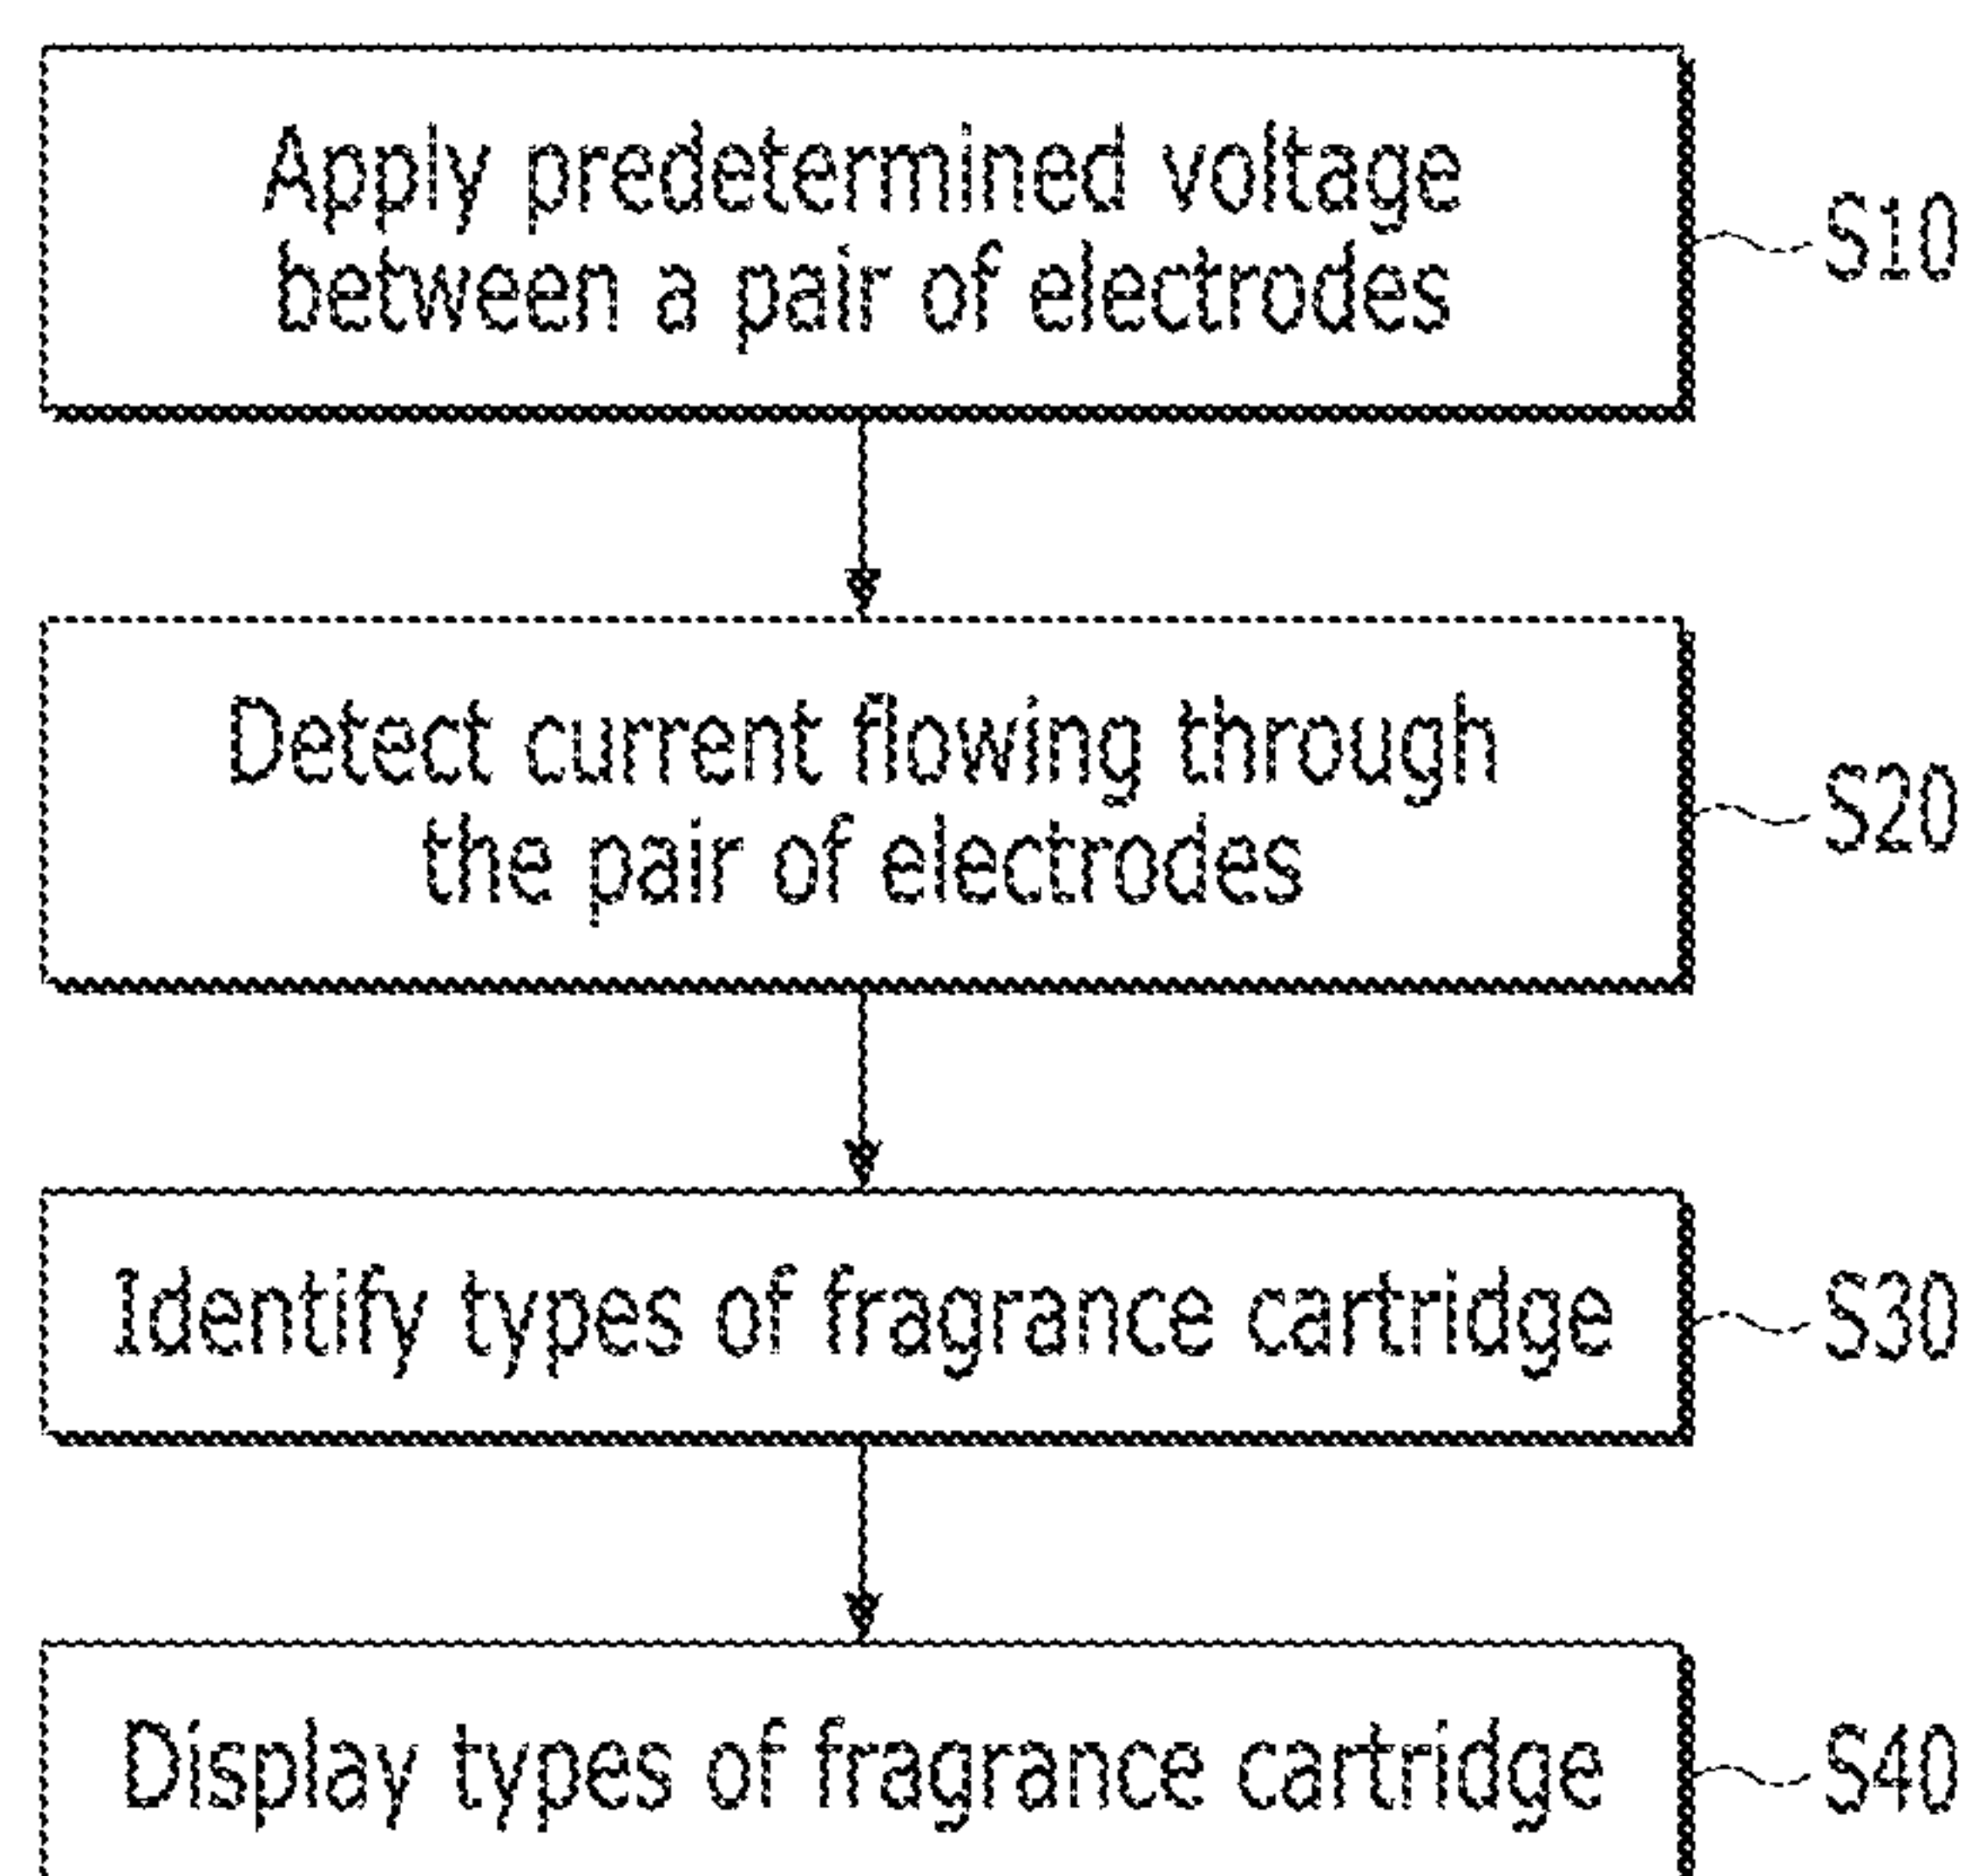 Apply predetermined voltage
between a pair of electrodes
S10
Detect current flowing through
the pair of electrodes
S20
Identify types of fragrance cartridge
S30
Display types of fragrance cartridge
S40